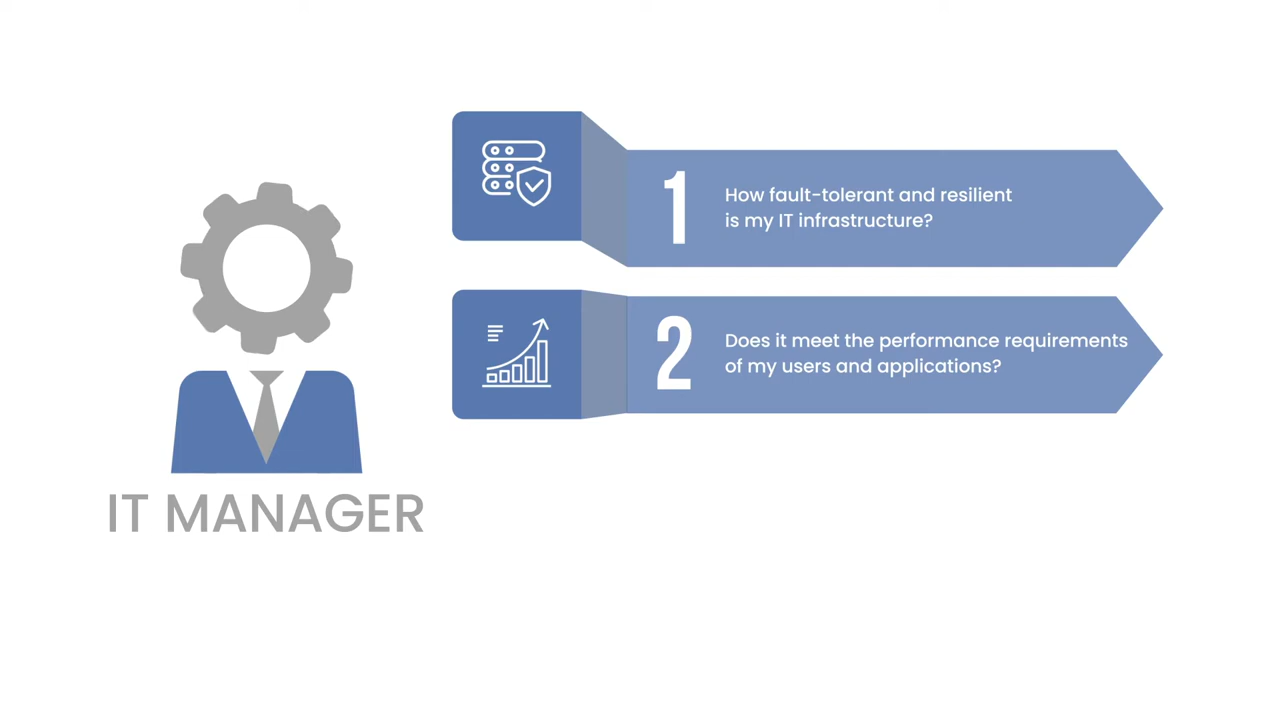 1
How fault-tolerant and resilient
is my IT infrastructure?
2
Does it meet the performance requirements
of my users and applications?
IT MANAGER